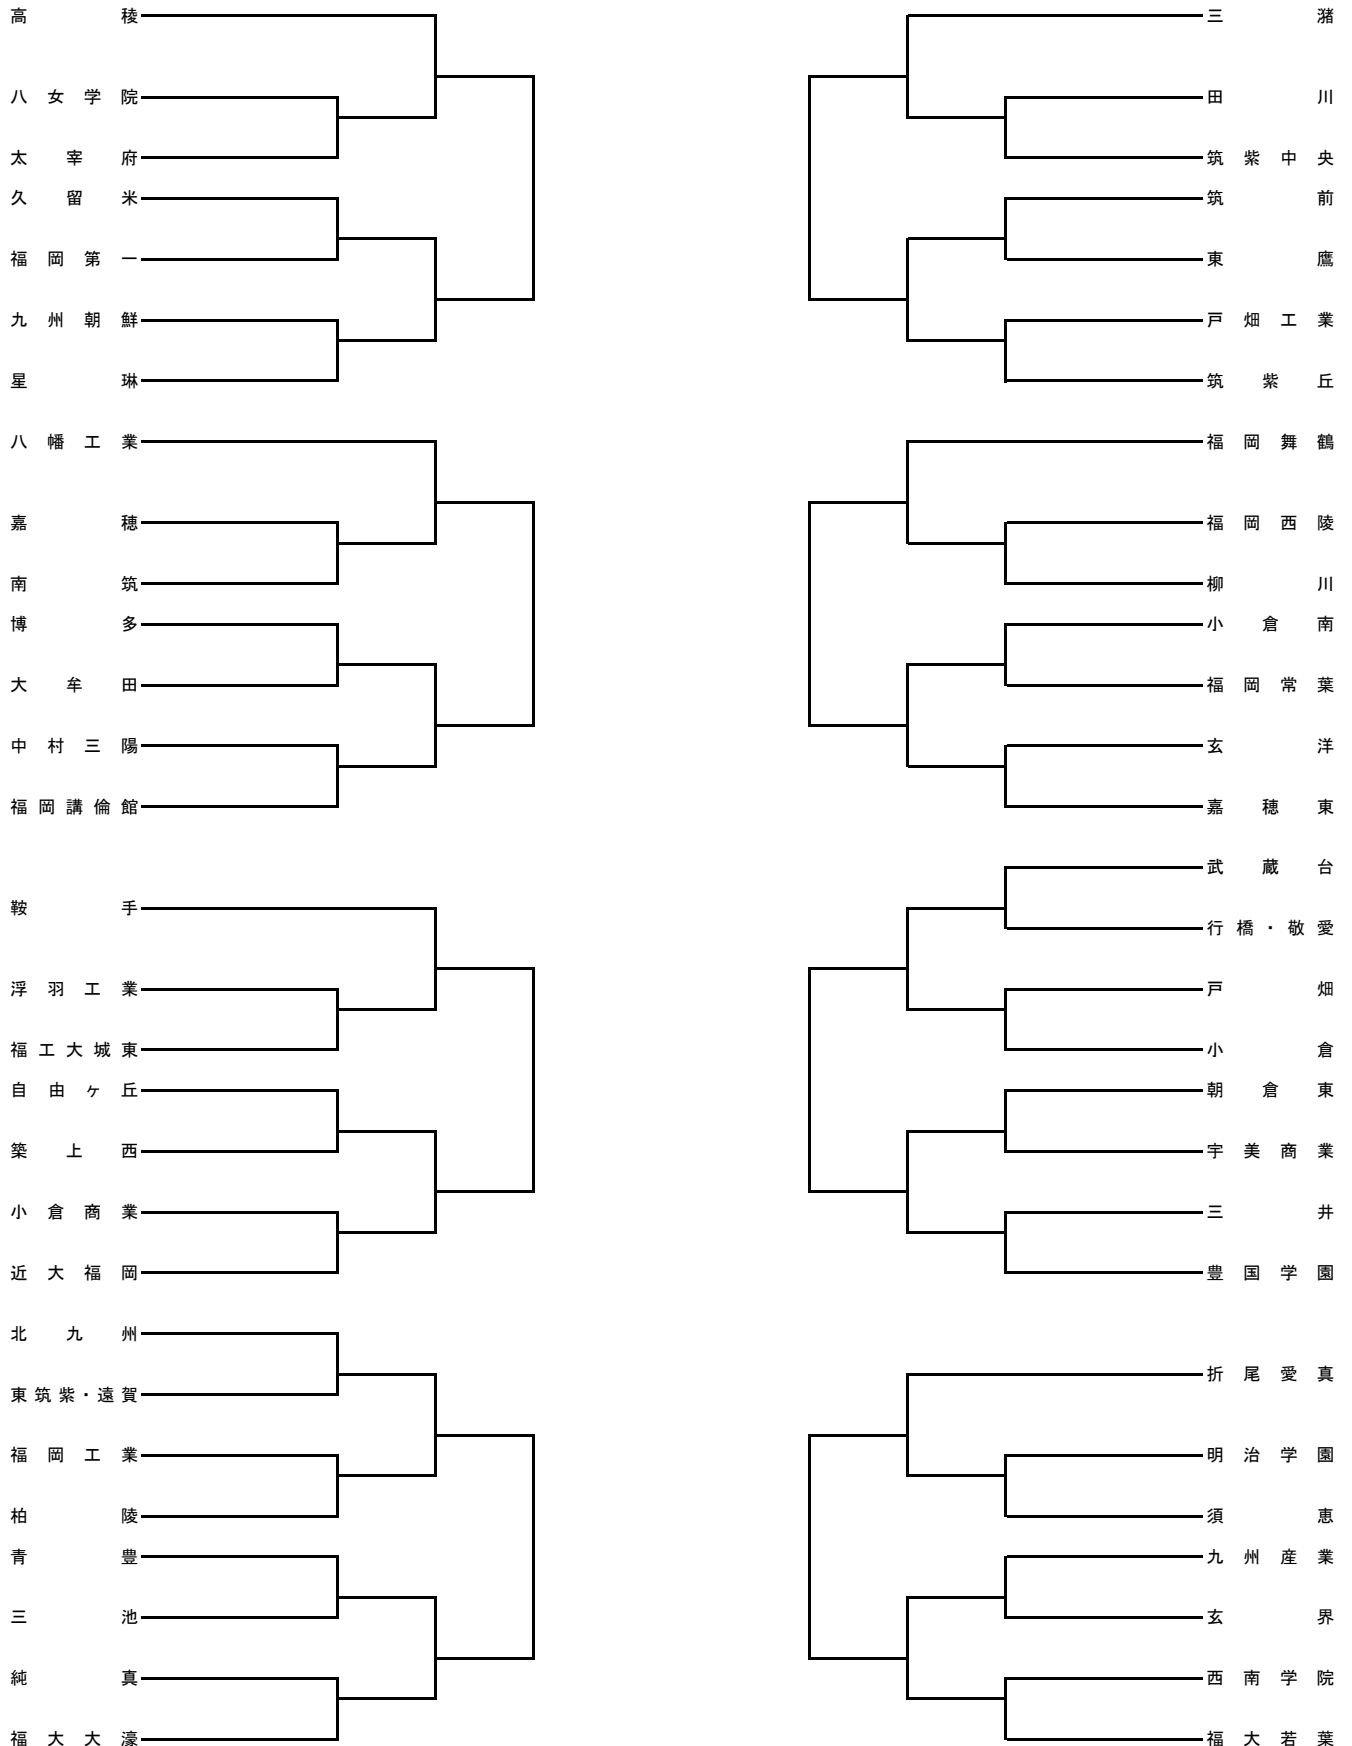 高稜
八女学院
太宰府
久留米
福岡第一
九州朝鮮
星琳
八幡工業
嘉穂
南筑
博多
大牟田
中村三陽
福岡講倫館
鞍手
浮羽工業
福工大城東
自由ヶ丘
築上西
小倉商業
近大福岡
北九州
東筑紫・遠賀
福岡工業
柏陵
青豊
三池
純真
福大大濠
三潴
田川
筑紫中央
筑前
東鷹
戸畑工業
筑紫丘
福岡舞鶴
福岡西陵
柳川
小倉南
福岡常葉
玄洋
嘉穂東
武蔵台
行橋・敬愛
戸畑
小倉
朝倉東
宇美商業
三井
豊国学園
折尾愛真
明治学園
須恵
九州産業
玄界
西南学院
福大若葉